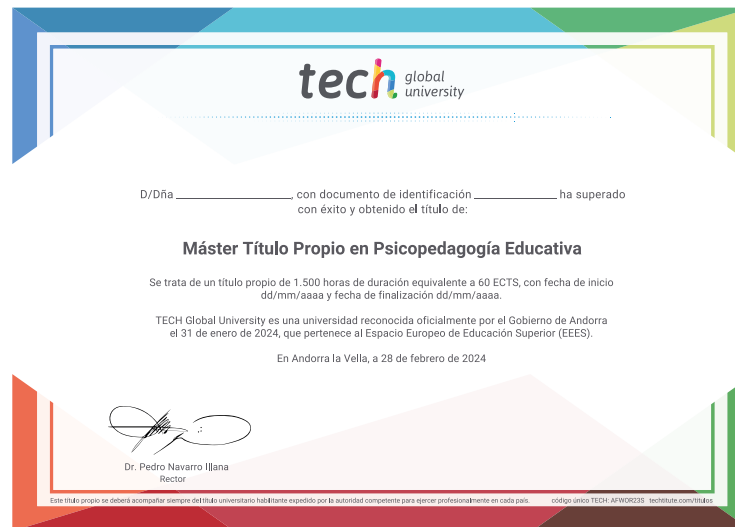 tech global
university
D/Dña ______________, con documento de identificación __________ ha superado
con éxito y obtenido el título de:
Máster Título Propio en Psicopedagogía Educativa
Se trata de un título propio de 1.500 horas de duración equivalente a 60 ECTS, con fecha de inicio
dd/mm/aaaa y fecha de finalización dd/mm/aaaa.
TECH Global University es una universidad reconocida oficialmente por el Gobierno de Andorra
el 31 de enero de 2024, que pertenece al Espacio Europeo de Educación Superior (EEES).
En Andorra la Vella, a 28 de febrero de 2024
Dr. Pedro Navarro Illana
Rector
Este título propio se deberá acompañar siempre del título universitario habilitante expedido por la autoridad competente para ejercer profesionalmente en cada país. código único TECH: AFWOR23S techtitute.com/titulos